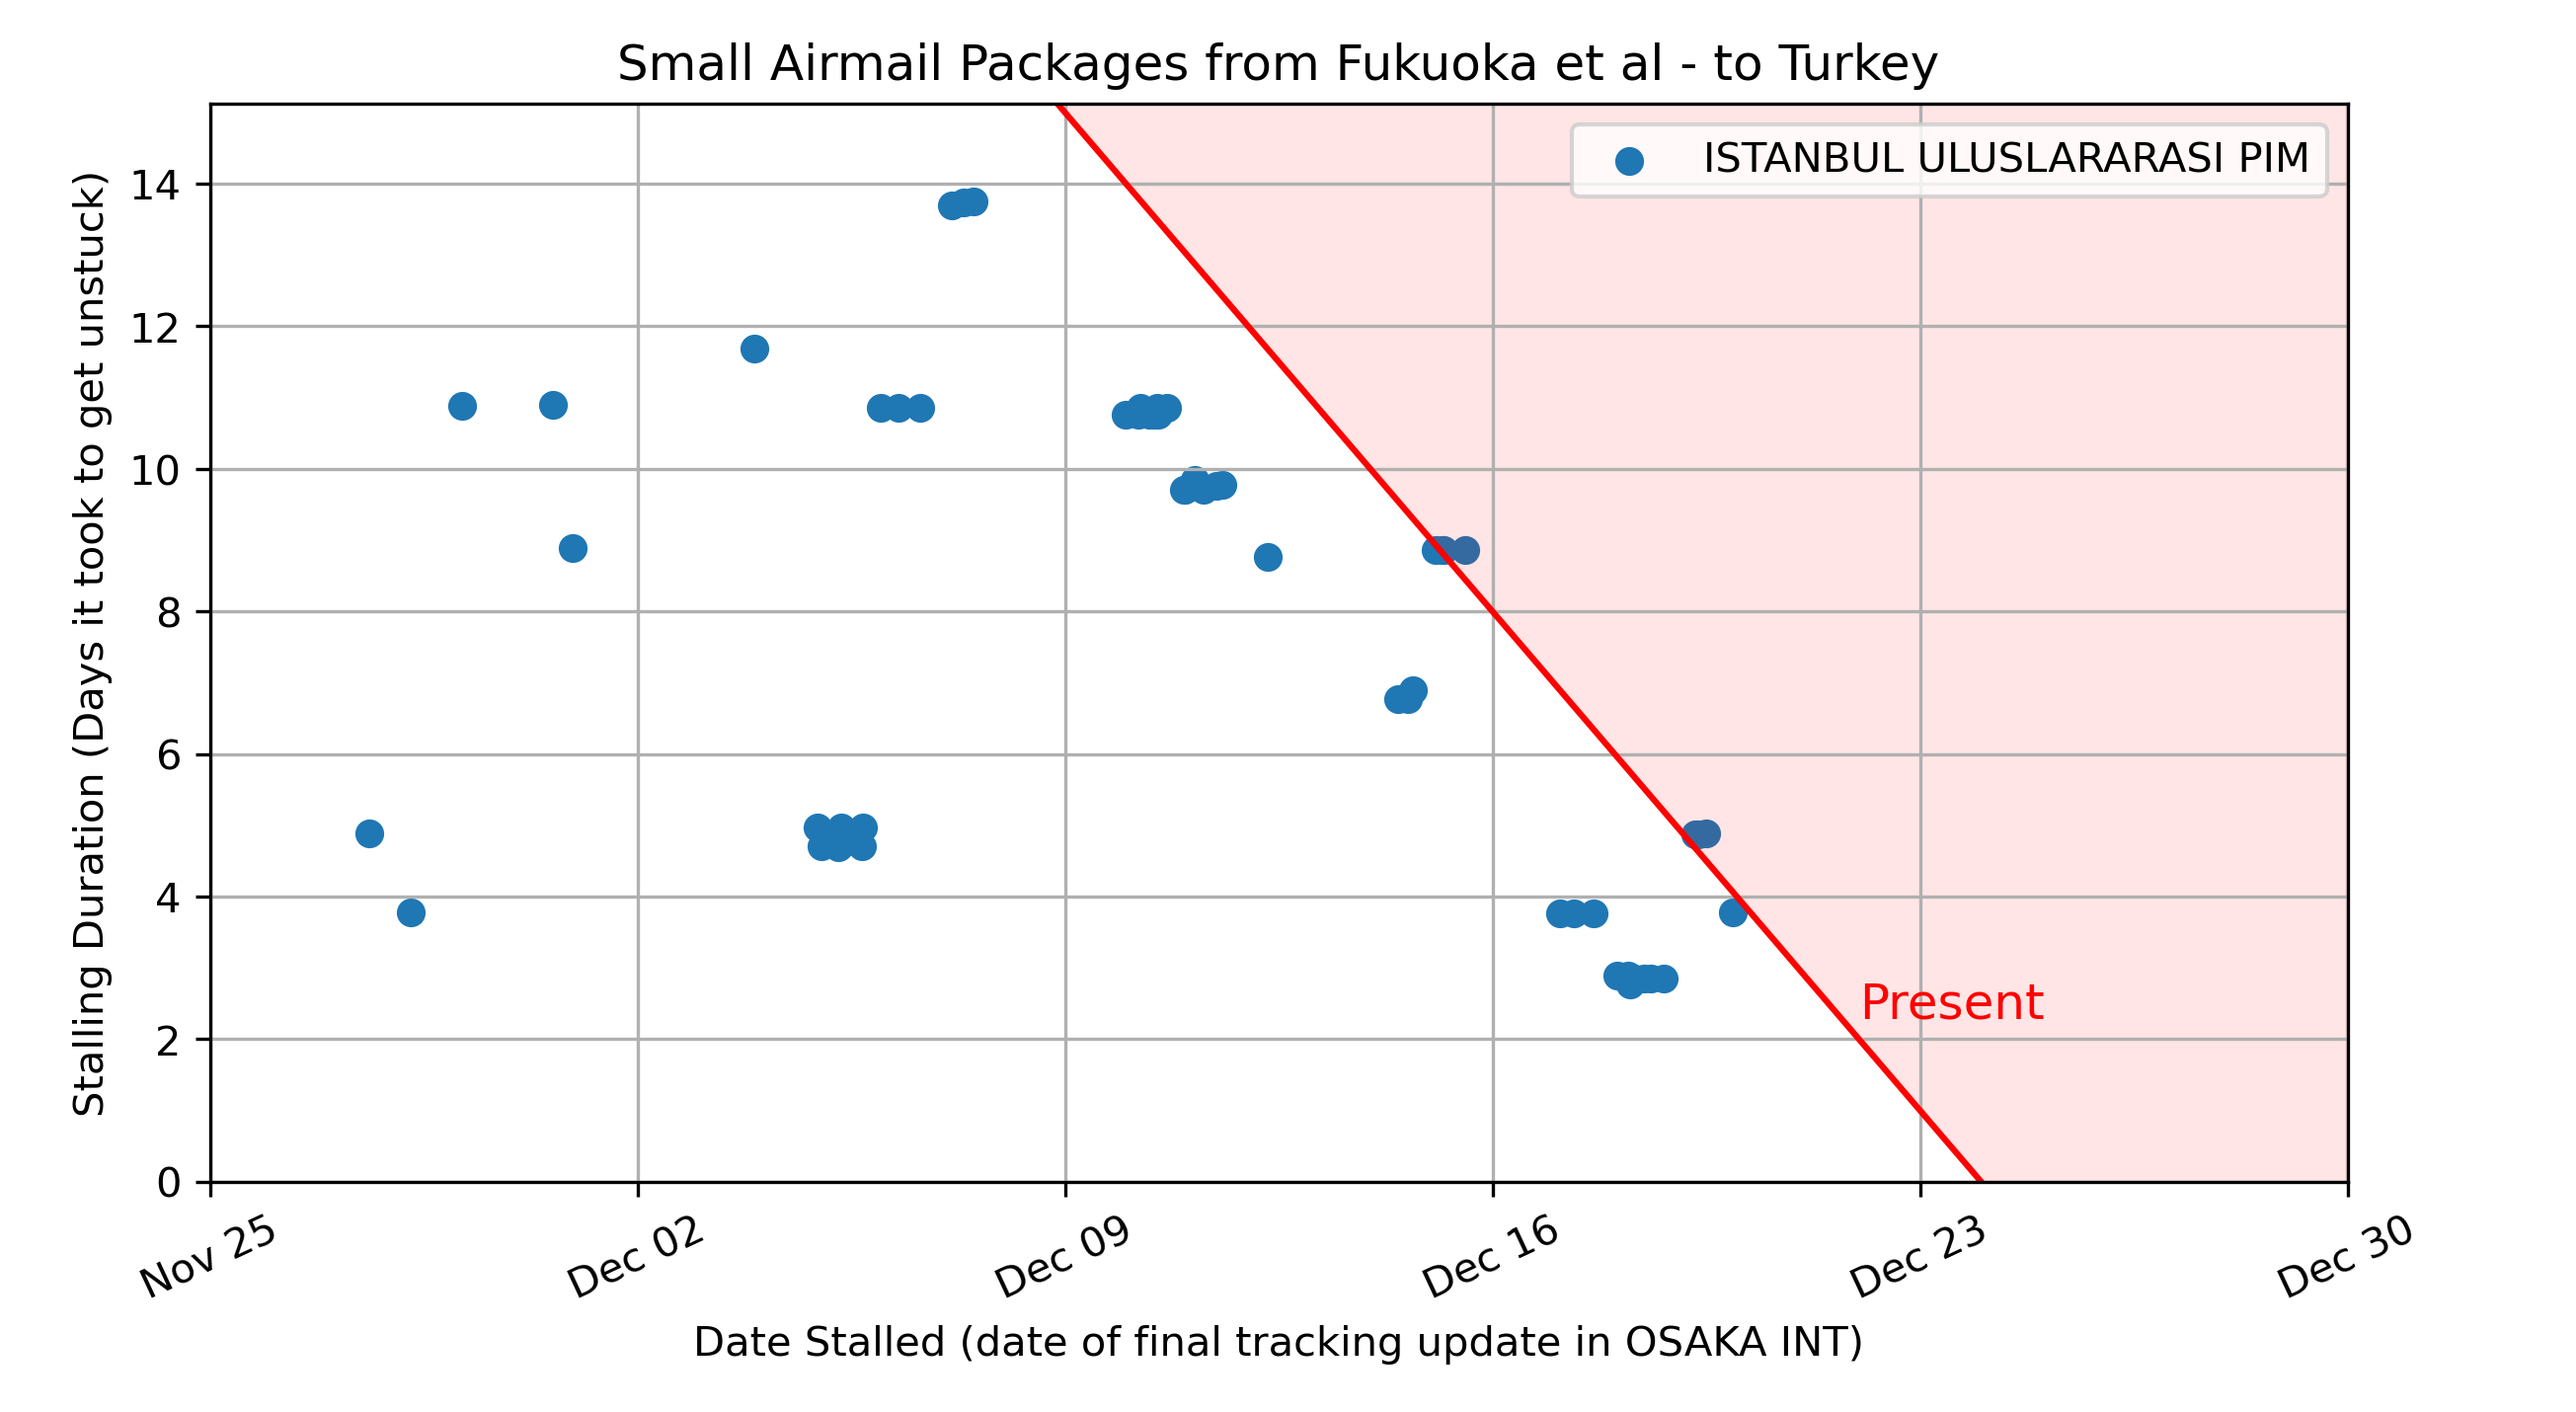 Small Airmail Packages from Fukuoka et al - to Turkey
ISTANBUL ULUSLARARASI PIM
Stalling Duration (Days it took to get unstuck)
14
12
10
8
6
4
2
0
Present
Nov 25
Dec 02
Dec 09
Dec 16
Dec 23
Dec 30
Date Stalled (date of final tracking update in OSAKA INT)